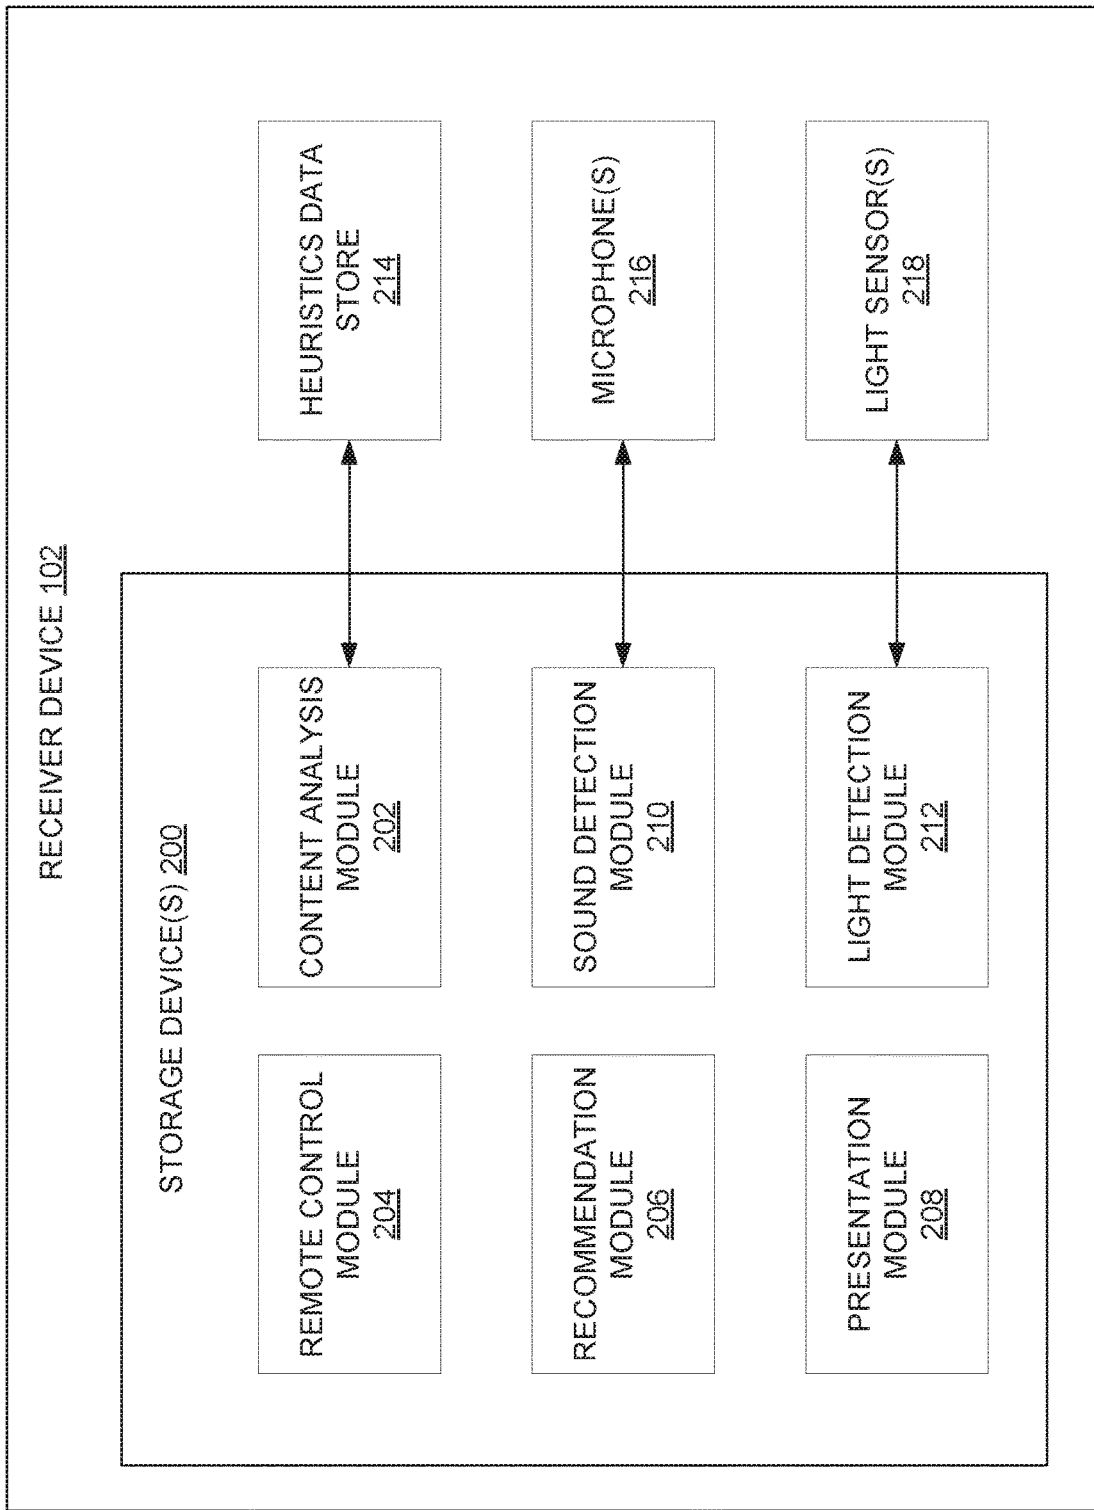 RECEIVER DEVICE 102
STORAGE DEVICE(S) 200
REMOTE CONTROL
MODULE
204
CONTENT ANALYSIS
MODULE
202
HEURISTICS DATA
STORE
214
RECOMMENDATION
MODULE
206
SOUND DETECTION
MODULE
210
MICROPHONE(S)
216
PRESENTATION
MODULE
208
LIGHT DETECTION
MODULE
212
LIGHT SENSOR(S)
218